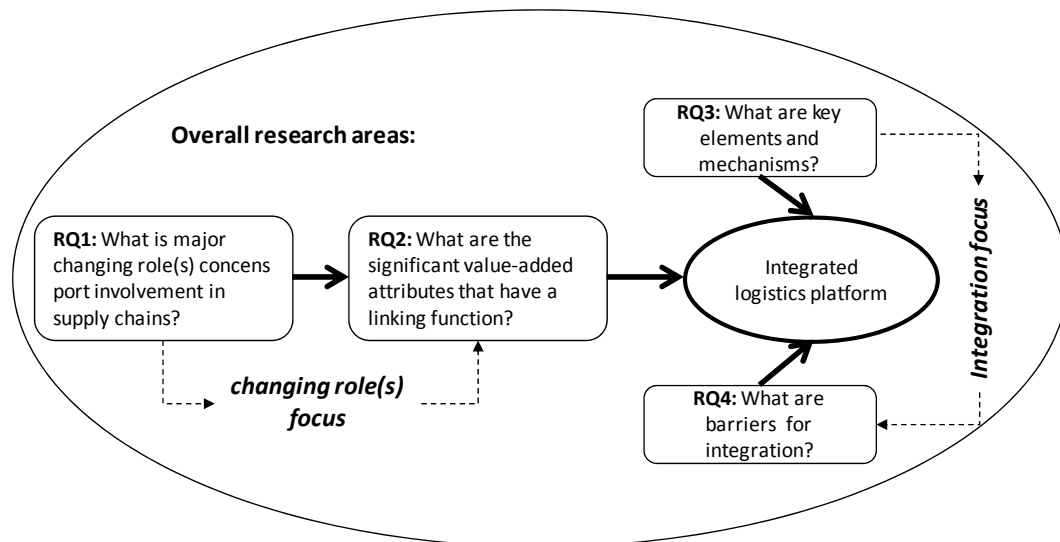 Overall research areas:
RQ1: What is major
changing role(s) concens
port involvement in
supply chains?
RQ2: What are the
significant value-added
attributes that have a
linking function?
changing role(s)
focus
RQ3: What are key
elements and
mechanisms?
Integrated
logistics platform
RQ4: What are
barriers for
integration?
Integration focus